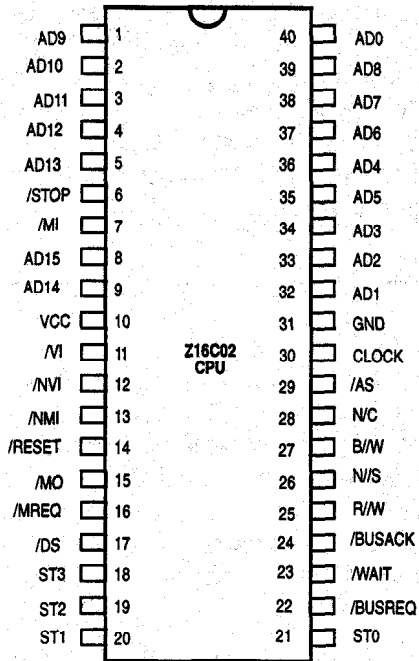 AD9 1 40 AD0
AD10 2 39 AD8
AD11 3 38 AD7
AD12 4 37 AD6
AD13 5 36 AD4
/STOP 6 35 AD5
/MI 7 34 AD3
AD15 8 33 AD2
AD14 9 32 AD1
VCC 10 31 GND
/VI 11 Z16C02 30 CLOCK
CPU
/NVI 12 29 /AS
/NMI 13 28 N/C
/RESET 14 27 B//W
/MO 15 26 N//S
/MREQ 16 25 R//W
/DS 17 24 /BUSACK
ST3 18 23 /WAIT
ST2 19 22 /BUSREQ
ST1 20 21 ST0